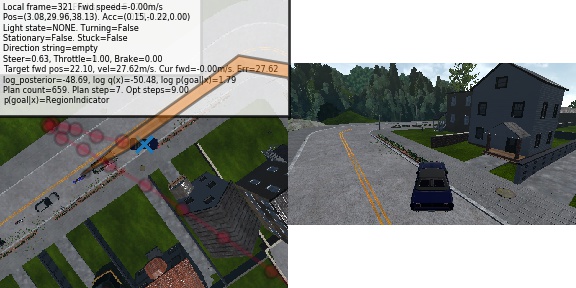 Local frame=321: Fwd speed=-0.00m/s
Pos=(3.08,29.96,38.13). Acc=(0.15,-0.22,0.00)
Light state=NONE. Turning=False
Stationary=False. Stuck=False
Direction string=empty
Steer=0.63, Throttle=1.00, Brake=0.00
Target fwd pos=22.10, vel=27.62m/s. Cur fwd=-0.00m/s. Err=27.62
log_posterior=-48.69, log q(x)=-50.48, log p(goal|x)=1.79
Plan count=659. Plan step=7. Opt steps=9.00
p(goal|x)=RegionIndicator